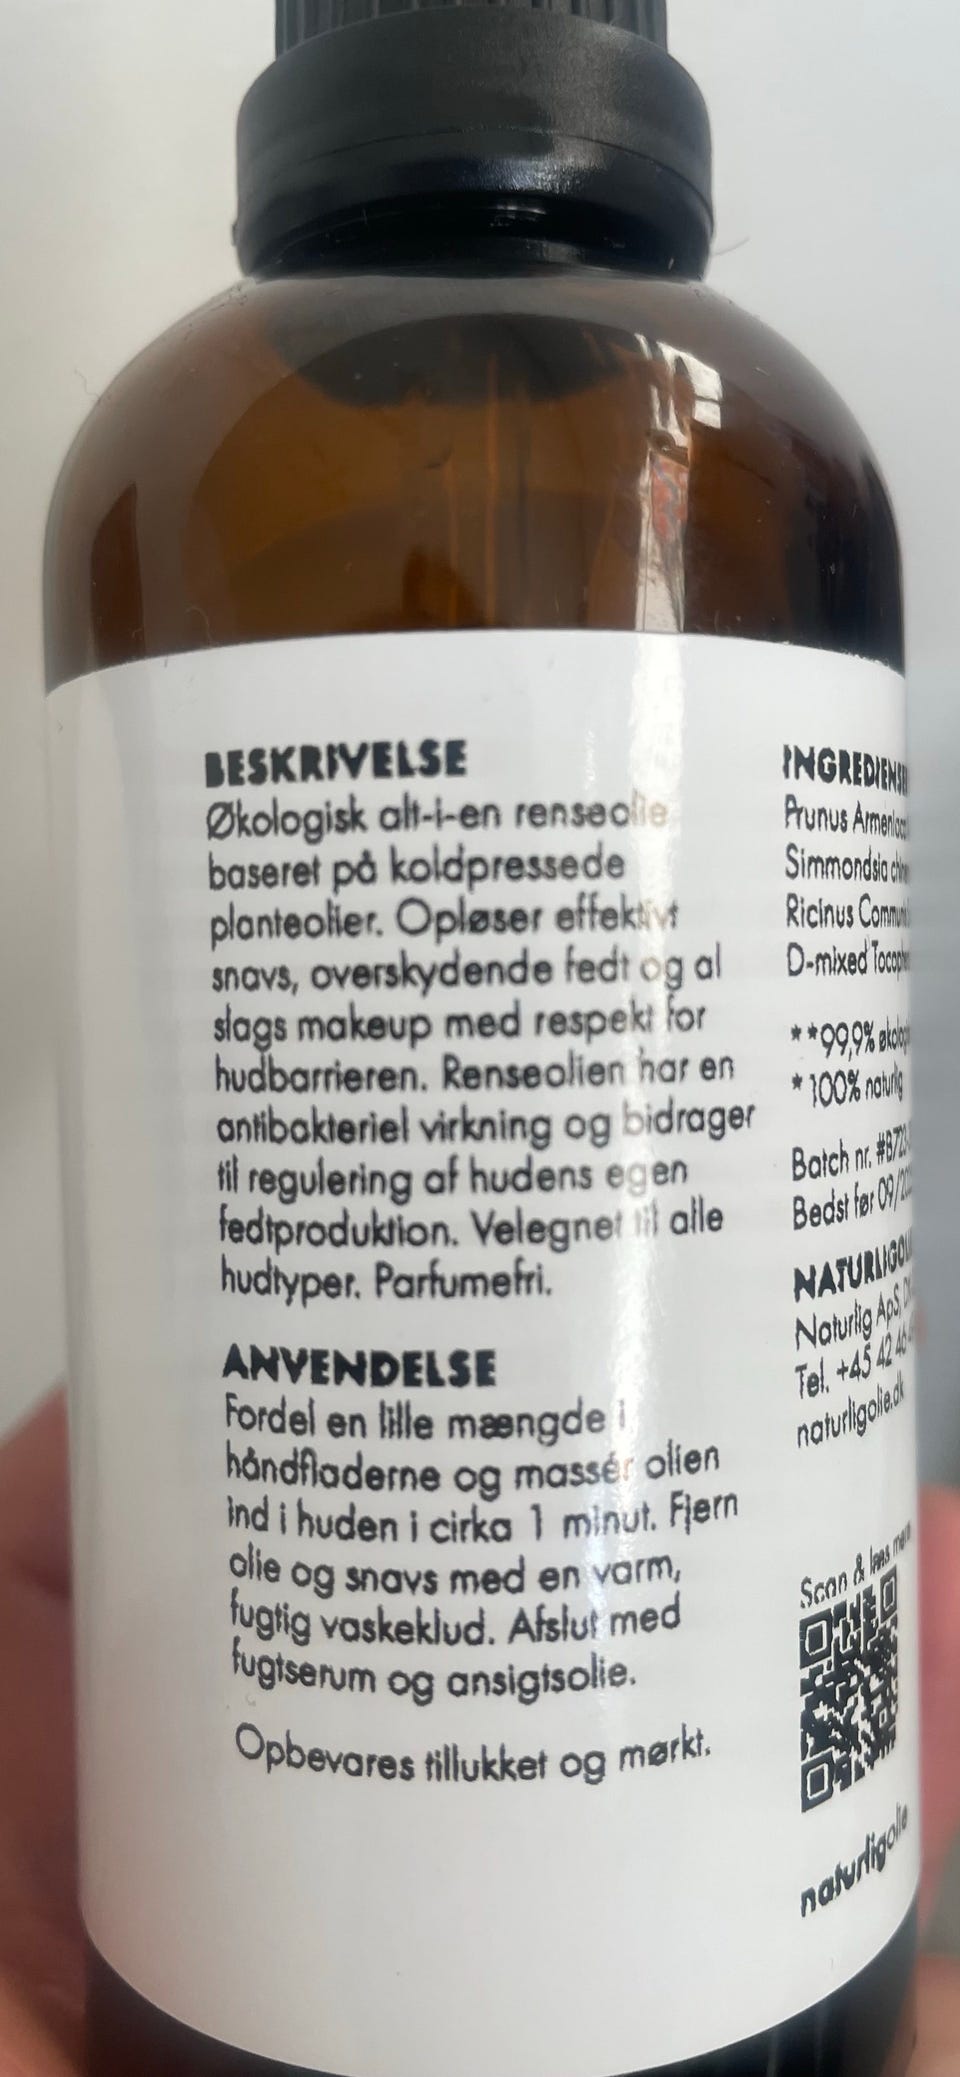 BESKRIVELSE
Økologisk alt-i-en renseolie
baseret på koldpressede
planteolier. Opløser effektivt
snavs, overskydende fedt og al
slags makeup med respekt for
hudbarrieren. Renseolien har en
antibakteriel virkning og bidrager
til regulering af hudens egen
fedtproduktion. Velegnet til alle
hudtyper. Parfumefri.
ANVENDELSE
Fordel en lille mængde i
håndfladerne og massér olien
ind i huden i cirka 1 minut. Fjern
olie og snavs med en varm,
fugtig vaskeklud. Afslut med
fugtserum og ansigtsolie.
Opbevares tillukket og mørkt.
Prunus
Simmondsia
Ricinus
D-mixed
**99,9%
*100% naturlig
Batch nr.
Bedst før
Naturlig ApS,
Tel. +45 42 46
naturligolie.dk
Scan & læs mere
naturligolie